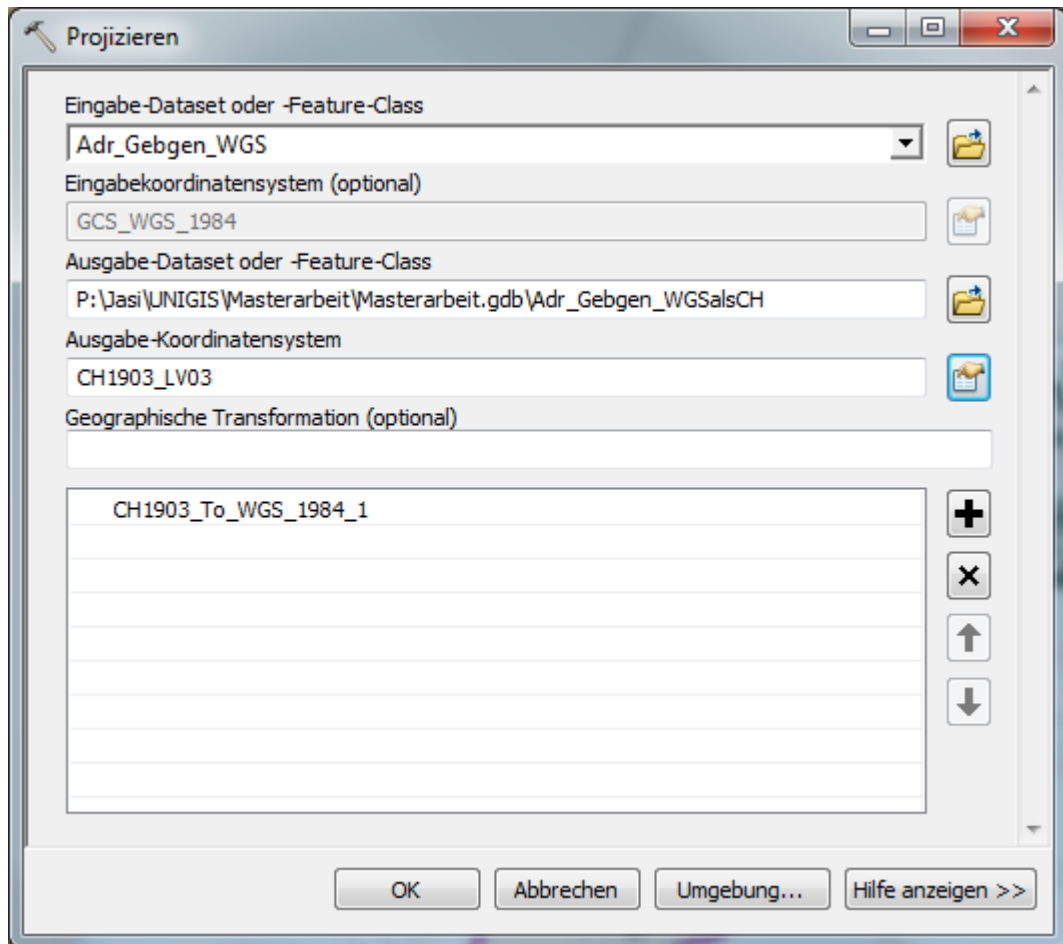 Projizieren
Eingabe-Dataset oder -Feature-Class
Adr_Gebgen_WGS
Eingabekoordinatensystem (optional)
GCS_WGS_1984
Ausgabe-Dataset oder -Feature-Class
P:\Jasi\UNIGIS\Masterarbeit\Masterarbeit.gdb\Adr_Gebgen_WGSalsCH
Ausgabe-Koordinatensystem
CH1903_LV03
Geographische Transformation (optional)
CH1903_To_WGS_1984_1
OK Abbrechen Umgebung... Hilfe anzeigen >>